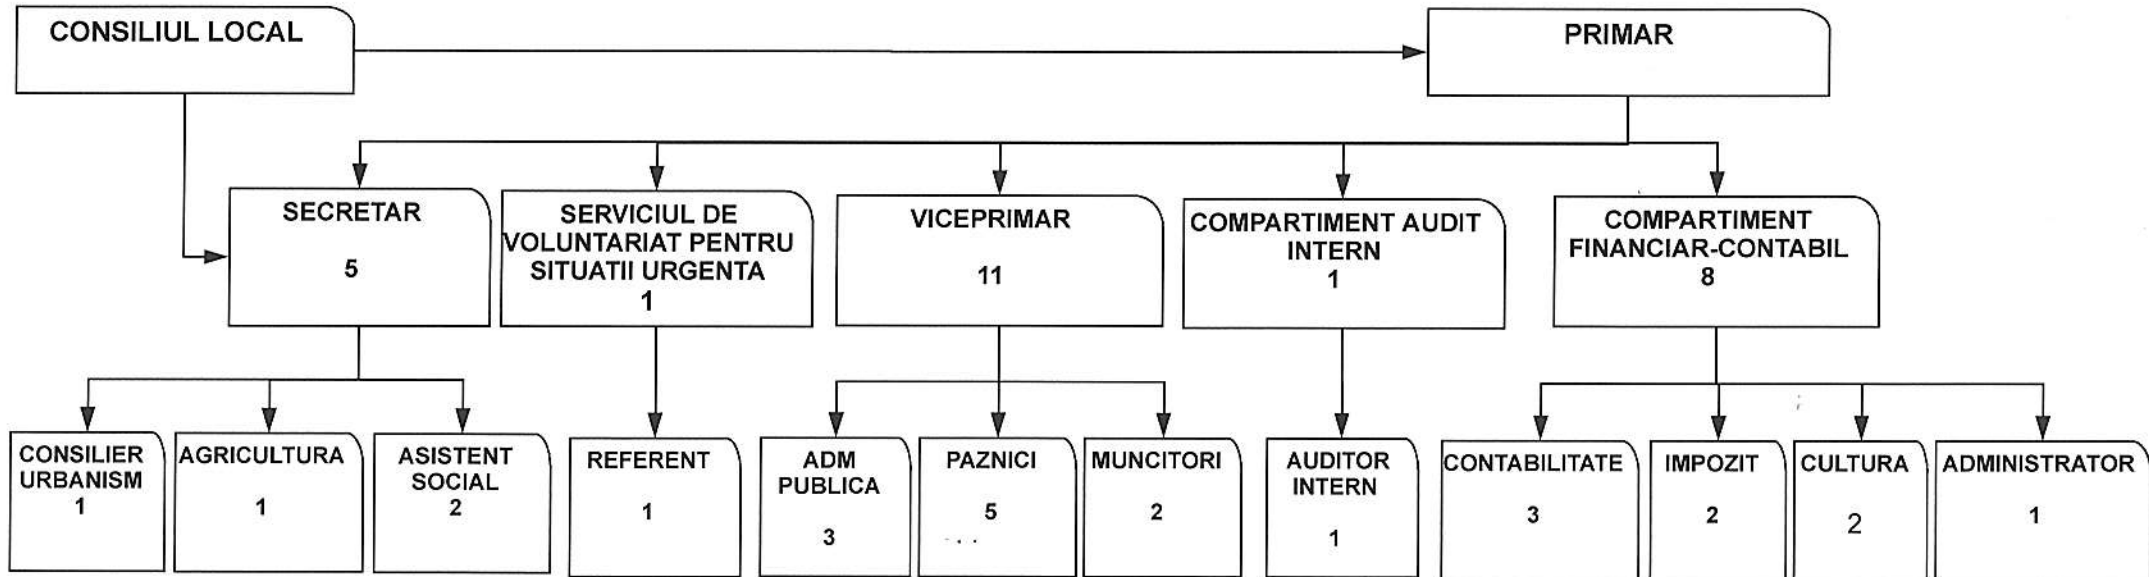 CONSILIUL LOCAL
PRIMAR
SECRETAR
5
SERVICIUL DE
VOLUNTARIAT PENTRU
SITUATII URGENTA
1
VICEPRIMAR
11
COMPARTIMENT AUDIT
INTERN
1
COMPARTIMENT
FINANCIAR-CONTABIL
8
CONSILIER
URBANISM
1
AGRICULTURA
1
ASISTENT
SOCIAL
2
REFERENT
1
ADM
PUBLICA
3
PAZNICI
5
MUNCITORI
2
AUDITOR
INTERN
1
CONTABILITATE
3
IMPOZIT
2
CULTURA
2
ADMINISTRATOR
1